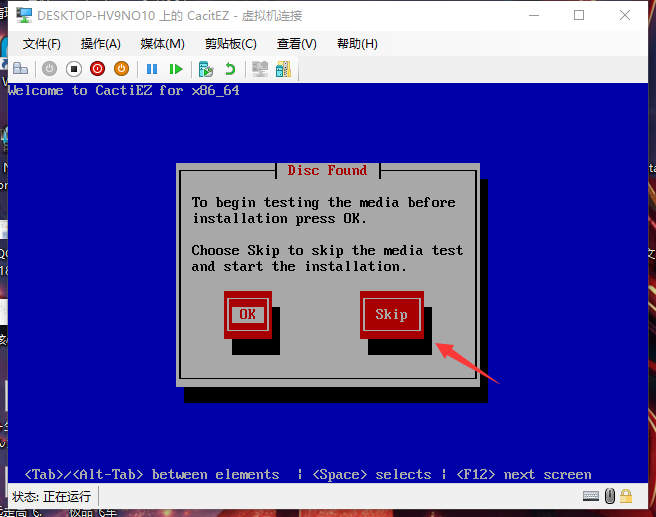 DESKTOP-HV9NO10 上的 CacitEZ - 虚拟机连接
文件(F) 操作(A) 媒体(M) 剪贴板(C) 查看(V) 帮助(H)
Welcome to CactiEZ for x86_64
Disc Found
To begin testing the media before
installation press OK.
Choose Skip to skip the media test
and start the installation.
OK Skip
<Tab>/<Alt-Tab> between elements | <Space> selects | <F12> next screen
状态: 正在运行